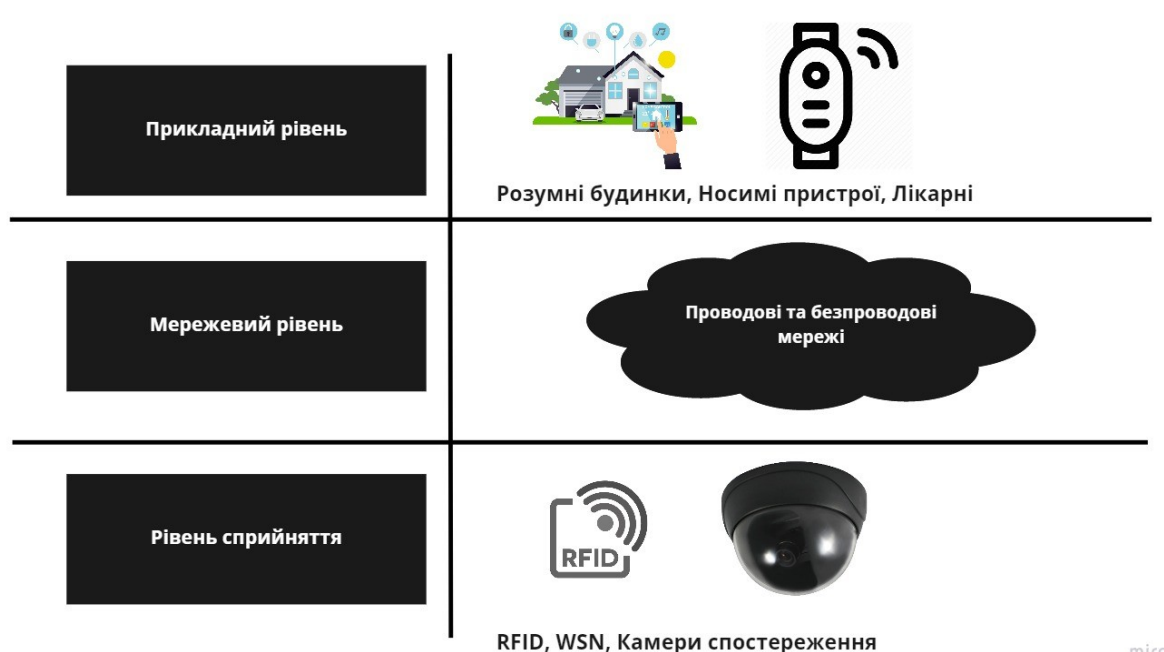 Прикладний рівень
Розумні будинки, Носимі пристрої, Лікарні
Мережевий рівень
Проводові та безпроводові
мережі
Рівень сприйняття
RFID
RFID, WSN, Камери спостереження